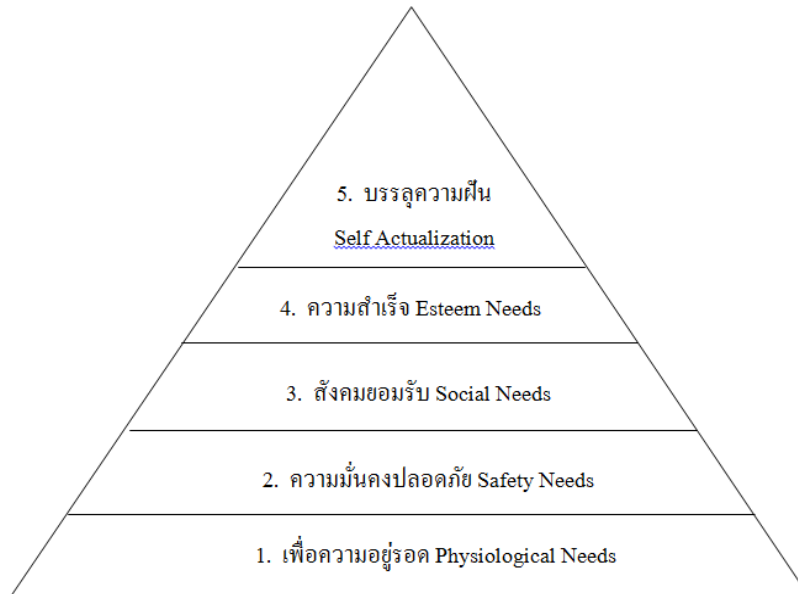 5. บรรลุความฝัน
Self Actualization
4. ความสำเร็จ Esteem Needs
3. สังคมยอมรับ Social Needs
2. ความมั่นคงปลอดภัย Safety Needs
1. เพื่อความอยู่รอด Physiological Needs